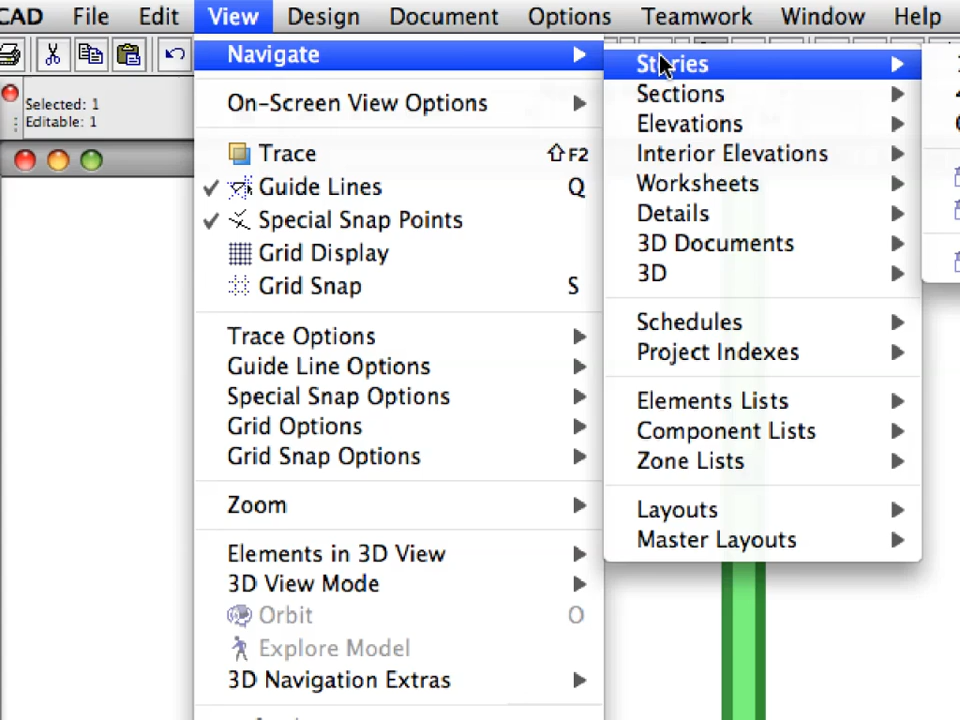 CAD File Edit View Design Document Options Teamwork Window Help
Selected: 1
Editable: 1
Navigate
On-Screen View Options
Trace ⇧F2
✓ Guide Lines Q
✓ Special Snap Points
Grid Display
Grid Snap S
Trace Options
Guide Line Options
Special Snap Options
Grid Options
Grid Snap Options
Zoom
Elements in 3D View
3D View Mode
Orbit O
Explore Model
3D Navigation Extras
Stories
Sections
Elevations
Interior Elevations
Worksheets
Details
3D Documents
3D
Schedules
Project Indexes
Elements Lists
Component Lists
Zone Lists
Layouts
Master Layouts